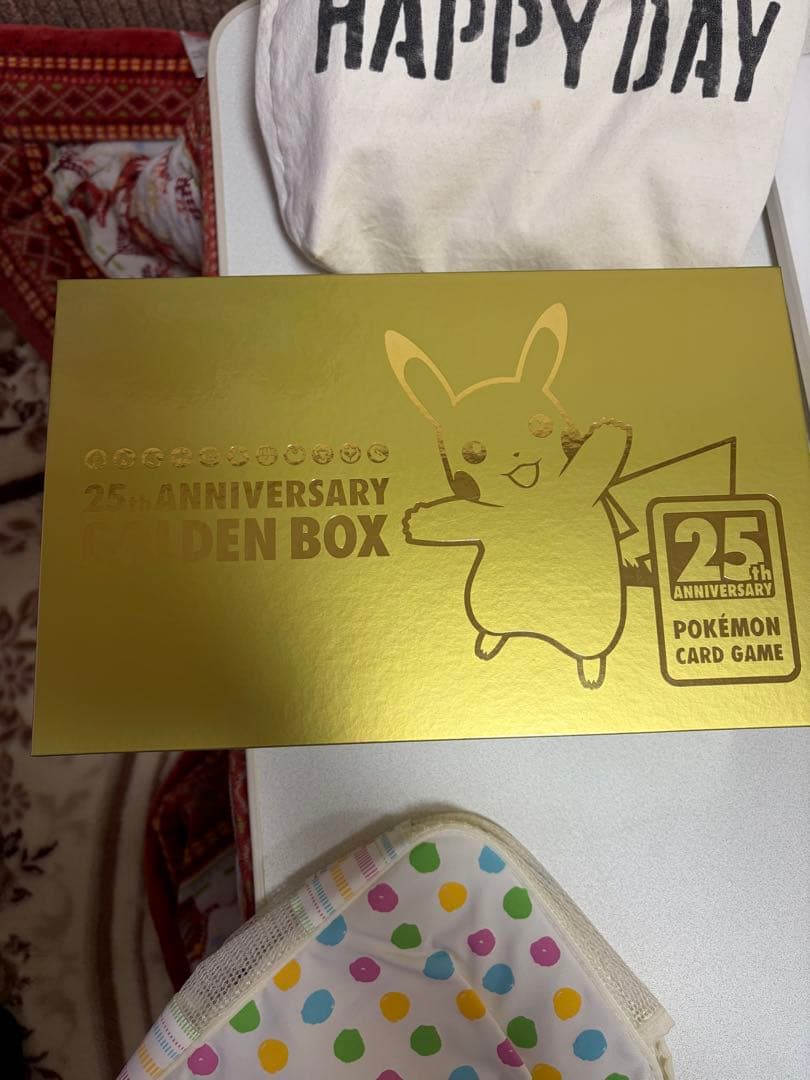 HAPPY DAY
25th ANNIVERSARY
GOLDEN BOX
25th
ANNIVERSARY
POKÉMON
CARD GAME